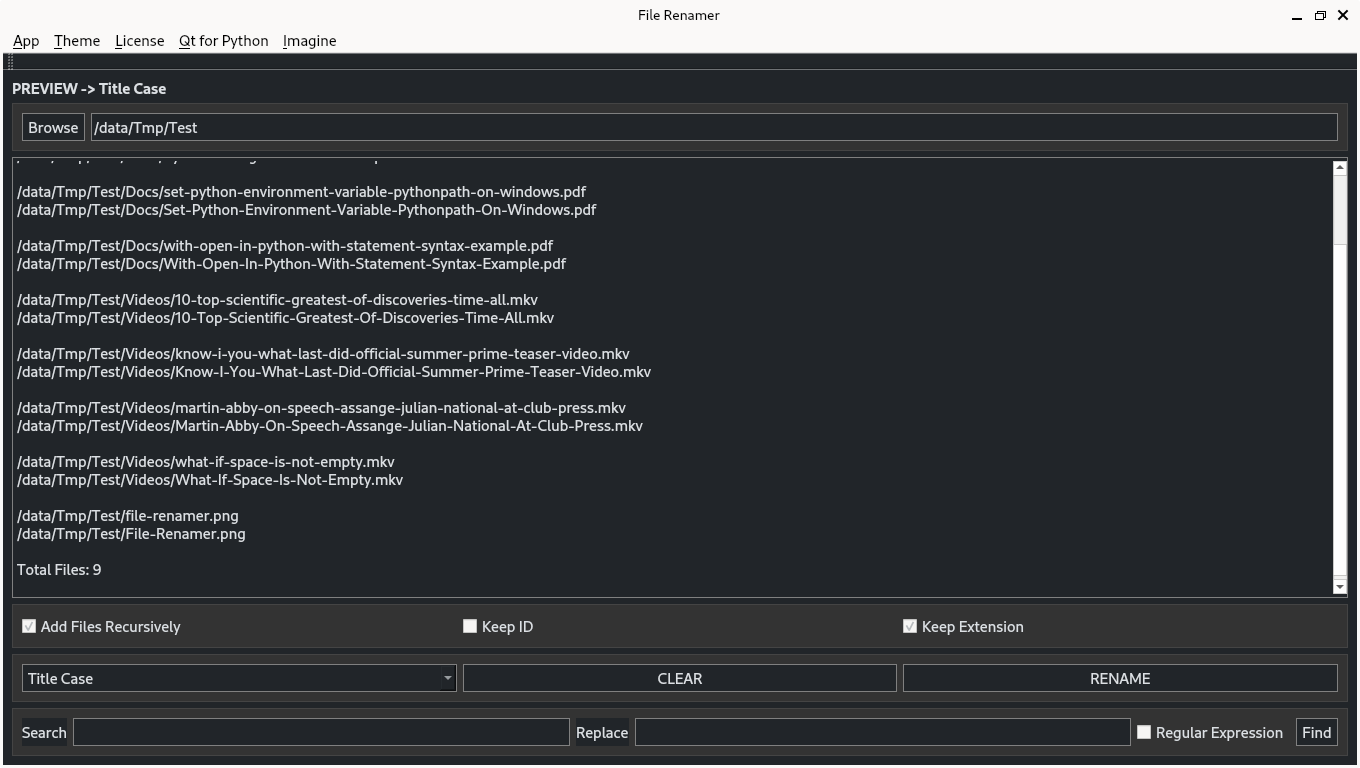 File Renamer
App Theme License Qt for Python Imagine
PREVIEW -> Title Case
Browse /data/Tmp/Test
/data/Tmp/Test/Docs/set-python-environment-variable-pythonpath-on-windows.pdf
/data/Tmp/Test/Docs/Set-Python-Environment-Variable-Pythonpath-On-Windows.pdf
/data/Tmp/Test/Docs/with-open-in-python-with-statement-syntax-example.pdf
/data/Tmp/Test/Docs/With-Open-In-Python-With-Statement-Syntax-Example.pdf
/data/Tmp/Test/Videos/10-top-scientific-greatest-of-discoveries-time-all.mkv
/data/Tmp/Test/Videos/10-Top-Scientific-Greatest-Of-Discoveries-Time-All.mkv
/data/Tmp/Test/Videos/know-i-you-what-last-did-official-summer-prime-teaser-video.mkv
/data/Tmp/Test/Videos/Know-I-You-What-Last-Did-Official-Summer-Prime-Teaser-Video.mkv
/data/Tmp/Test/Videos/martin-abby-on-speech-assange-julian-national-at-club-press.mkv
/data/Tmp/Test/Videos/Martin-Abby-On-Speech-Assange-Julian-National-At-Club-Press.mkv
/data/Tmp/Test/Videos/what-if-space-is-not-empty.mkv
/data/Tmp/Test/Videos/What-If-Space-Is-Not-Empty.mkv
/data/Tmp/Test/file-renamer.png
/data/Tmp/Test/File-Renamer.png
Total Files: 9
Add Files Recursively Keep ID Keep Extension
Title Case CLEAR RENAME
Search Replace Regular Expression Find